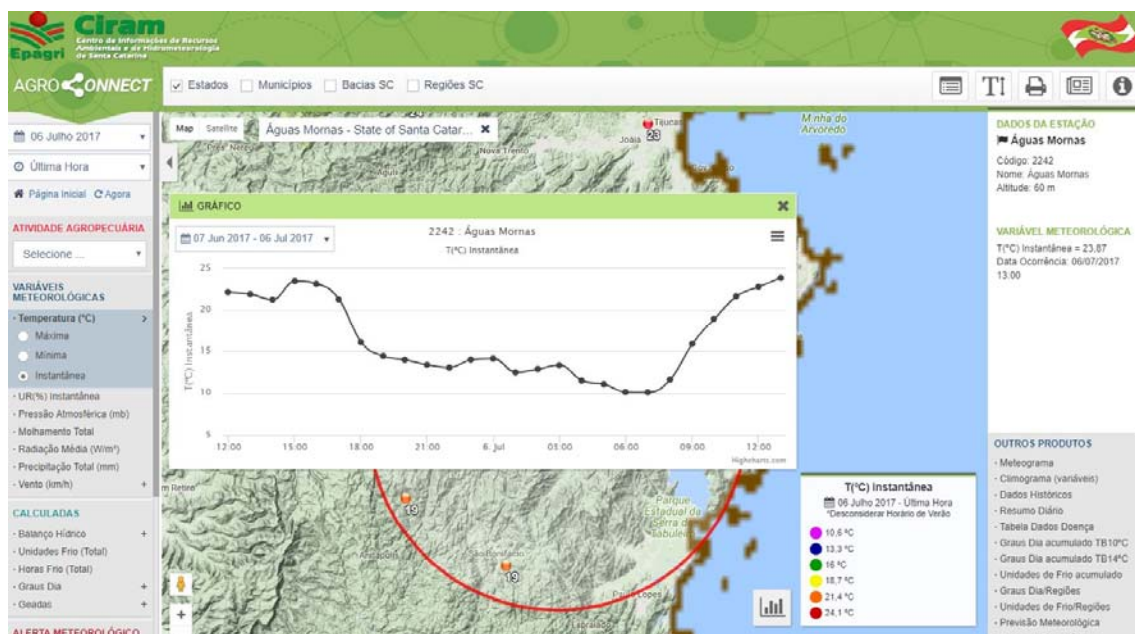 Epagri
Ciram
Centro de Informações de Recursos
Ambientais e de Hidrometeorologia
de Santa Catarina
AGRO CONNECT
Estados
Municípios
Bacias SC
Regiões SC
06 Julho 2017
Última Hora
Página Inicial
Agora
ATIVIDADE AGROPECUÁRIA
Selecione ...
VARIÁVEIS
METEOROLÓGICAS
- Temperatura (°C)
Máxima
Mínima
Instantânea
- UR(%) Instantânea
- Pressão Atmosférica (mb)
- Molhamento Total
- Radiação Média (W/m²)
- Precipitação Total (mm)
- Vento (km/h) +
CALCULADAS
- Balanço Hídrico +
- Unidades Frio (Total)
- Horas Frio (Total)
- Graus Dia +
- Geadas +
ALERTA METEOROLÓGICO
Map
Satellite
Águas Mornas - State of Santa Catar...
Nova Trento
Tijucas
23
Arvoredo
GRÁFICO
07 Jun 2017 - 06 Jul 2017
2242 : Águas Mornas
T(°C) Instantânea
T(°C) Instantânea
25
20
15
10
5
12:00
15:00
18:00
21:00
6. Jul
03:00
06:00
09:00
12:00
Highcharts.com
19
19
Parque
Estadual da
Serra do
Tabuleiro
Anitápolis
São Bonifácio
Paulo Lopes
T(°C) Instantânea
06 Julho 2017 - Última Hora
*Desconsiderar Horário de Verão
10,6 °C
13,3 °C
16 °C
18,7 °C
21,4 °C
24,1 °C
DADOS DA ESTAÇÃO
Águas Mornas
Código: 2242
Nome: Águas Mornas
Altitude: 60 m
VARIÁVEL METEOROLÓGICA
T(°C) Instantânea = 23,87
Data Ocorrência: 06/07/2017
13:00
OUTROS PRODUTOS
- Meteograma
- Climograma (variáveis)
- Dados Históricos
- Resumo Diário
- Tabela Dados Doença
- Graus Dia acumulado TB10°C
- Graus Dia acumulado TB14°C
- Unidades de Frio acumulado
- Graus Dia/Regiões
- Unidades de Frio/Regiões
- Previsão Meteorológica